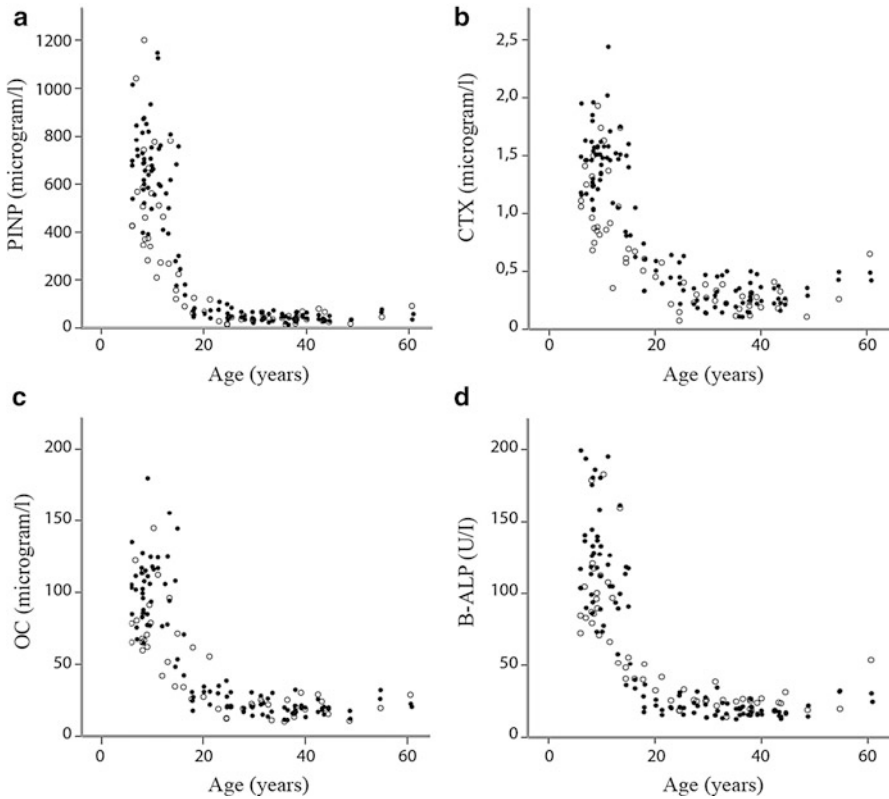 a
1200
1000
800
600
400
200
0
PINP (microgram/l)
0 20 40 60
Age (years)
b
2,5
2,0
1,5
1,0
0,5
0
CTX (microgram/l)
0 20 40 60
Age (years)
c
200
150
100
50
0
OC (microgram/l)
0 20 40 60
Age (years)
d
200
150
100
50
0
B-ALP (U/l)
0 20 40 60
Age (years)